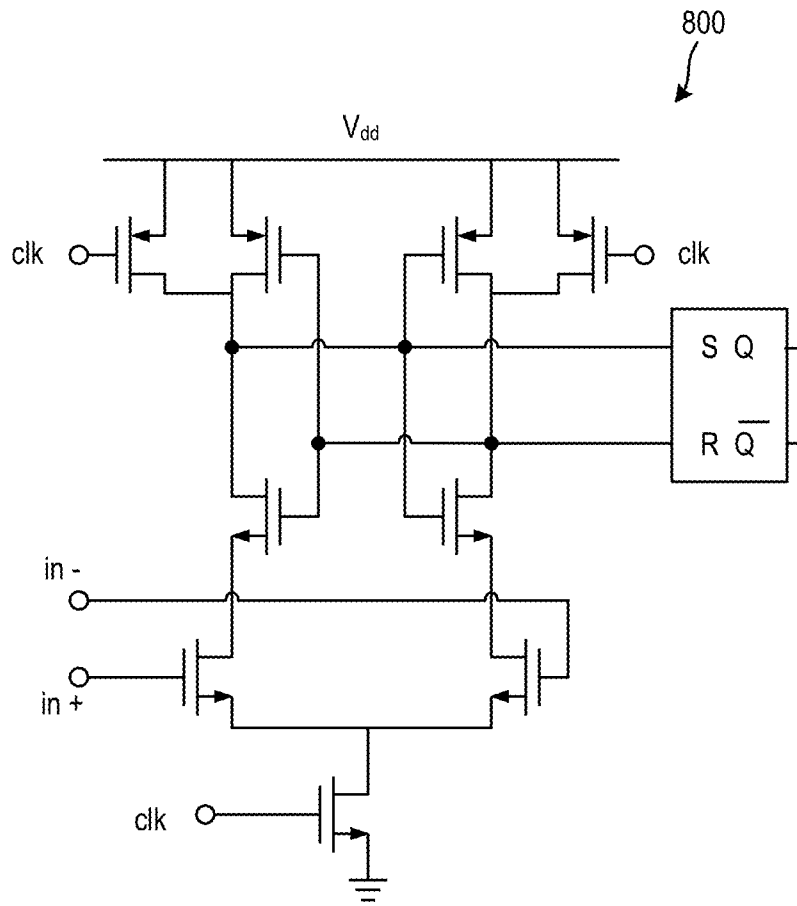 800
Vdd
clk
clk
S Q
R Q̅
in -
in +
clk